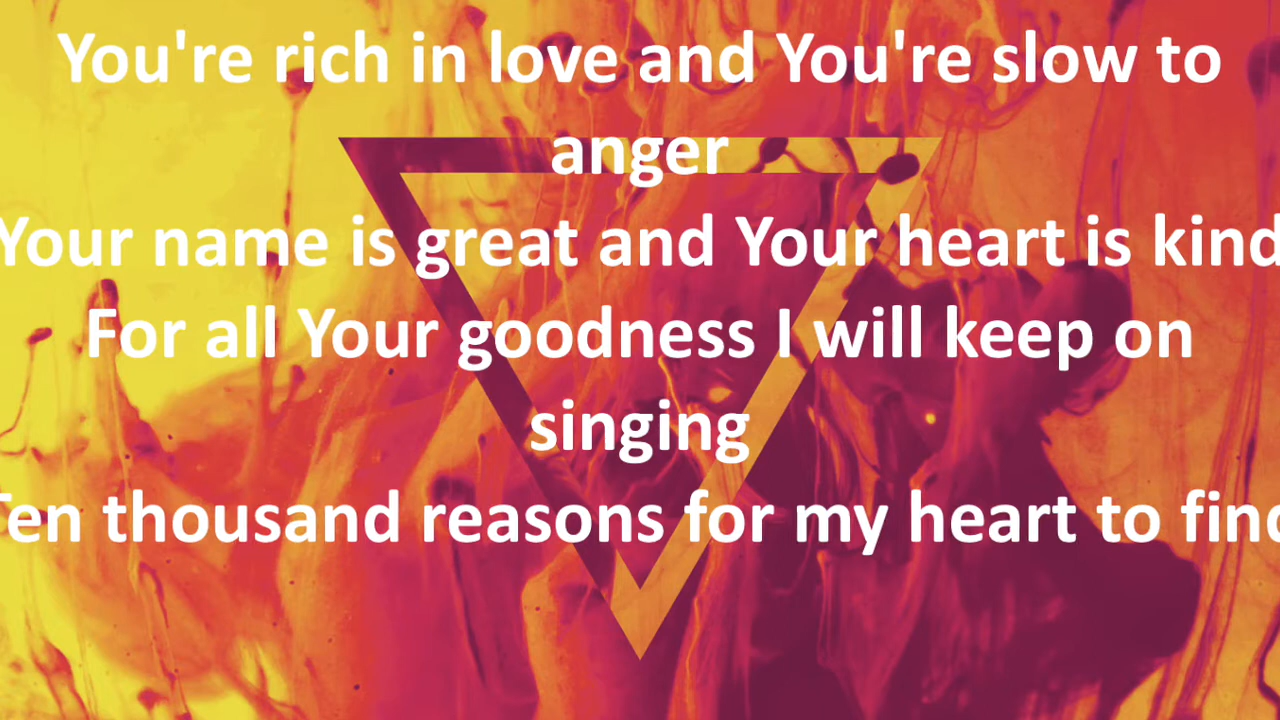 You're rich in love and You're slow to
anger
Your name is great and Your heart is kind
For all Your goodness I will keep on
singing
Ten thousand reasons for my heart to find